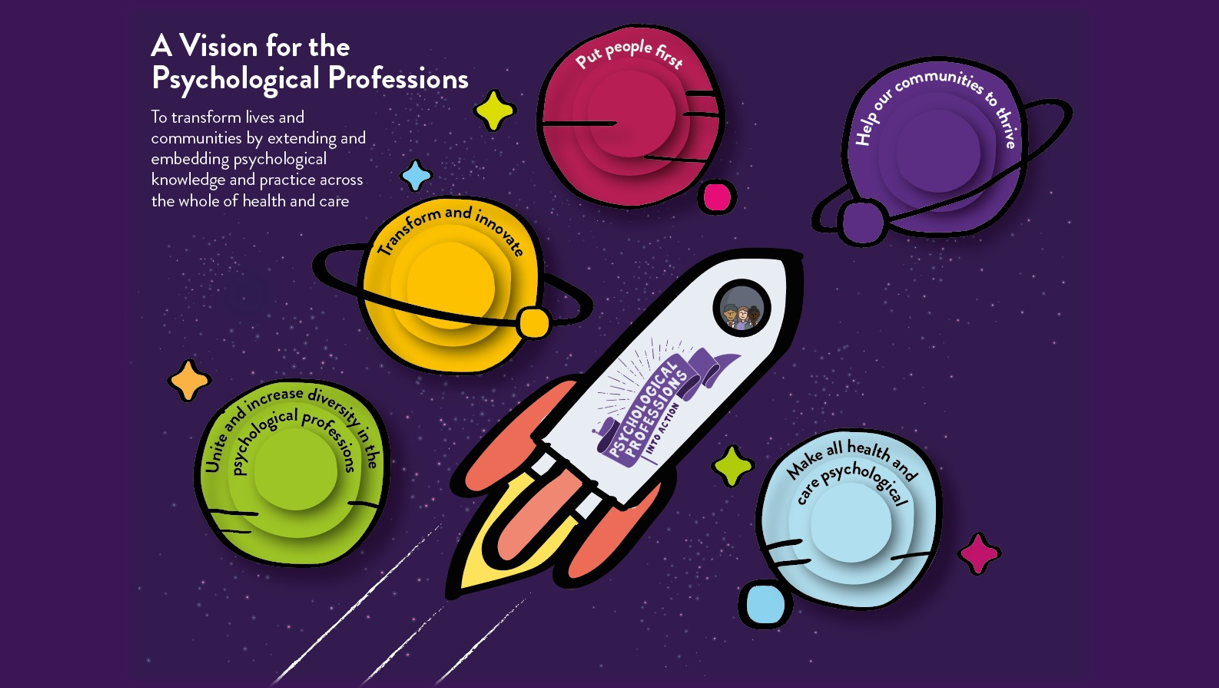 A Vision for the
Psychological Professions
To transform lives and
communities by extending and
embedding psychological
knowledge and practice across
the whole of health and care
Put people first
Help our communities to thrive
Transform and innovate
Unite and increase diversity in the
psychological professions
PSYCHOLOGICAL
PROFESSIONS
INTO ACTION
Make all health and
care psychological